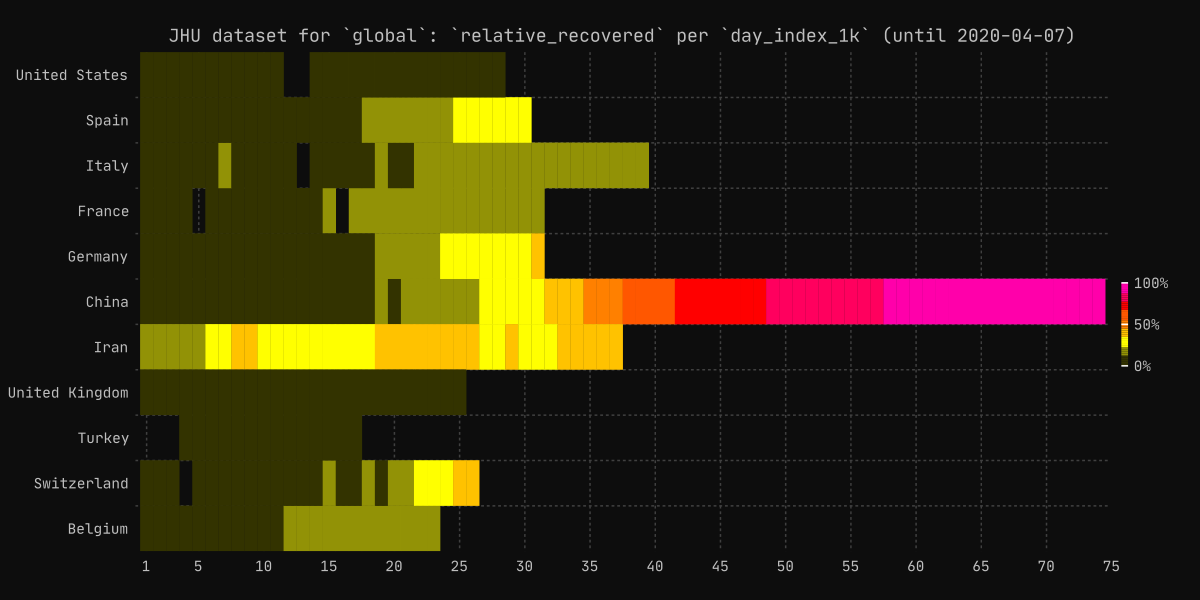 JHU dataset for `global`: `relative_recovered` per `day_index_1k` (until 2020-04-07)
United States
Spain
Italy
France
Germany
China
Iran
United Kingdom
Turkey
Switzerland
Belgium
100%
50%
0%
1 5 10 15 20 25 30 35 40 45 50 55 60 65 70 75